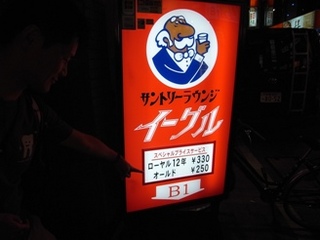 サントリーラウンジ
イーグル
スペシャルプライスサービス
ローヤル12年 ¥330
オールド ¥250
B1